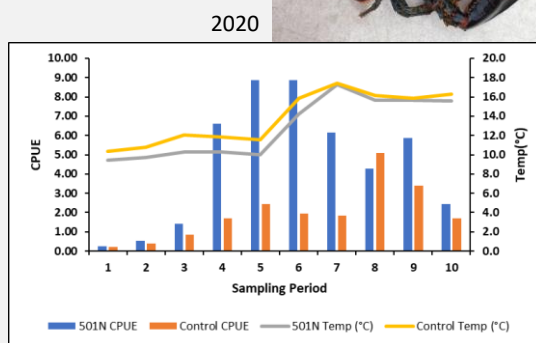 2020
10.00 20.0
9.00 18.0
8.00 16.0
7.00 14.0
6.00 12.0
5.00 10.0
4.00 8.0
3.00 6.0
2.00 4.0
1.00 2.0
0.00 0.0
CPUE
Temp(°C)
1 2 3 4 5 6 7 8 9 10
Sampling Period
501N CPUE Control CPUE 501N Temp (°C) Control Temp (°C)